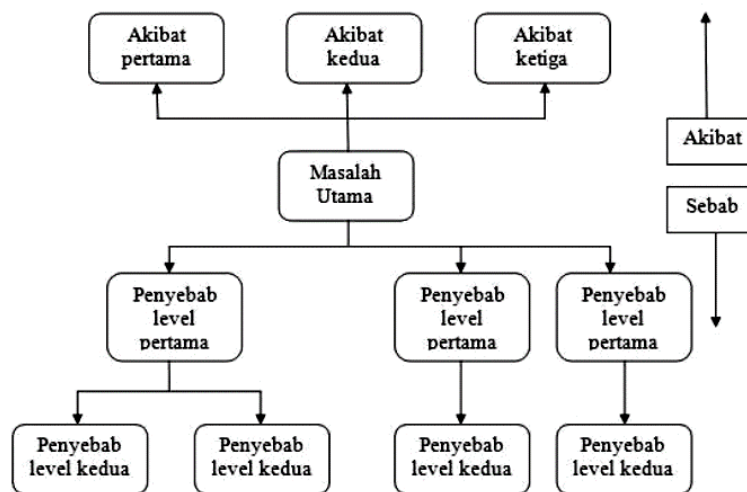 Akibat
pertama
Akibat
kedua
Akibat
ketiga
Akibat
Masalah
Utama
Sebab
Penyebab
level
pertama
Penyebab
level
pertama
Penyebab
level
pertama
Penyebab
level kedua
Penyebab
level kedua
Penyebab
level kedua
Penyebab
level kedua